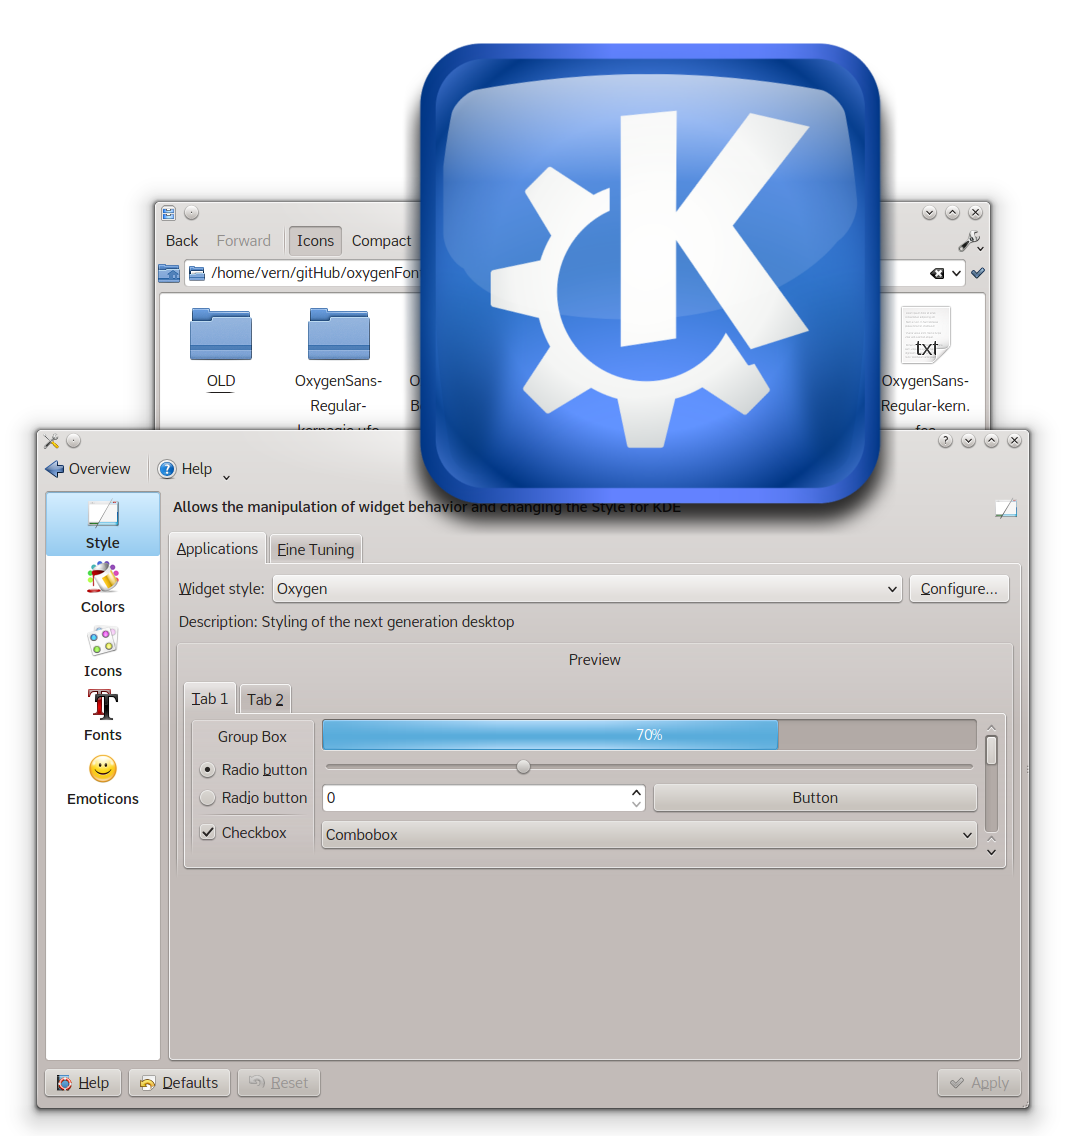 K
Back Forward Icons Compact
/home/vern/gitHub/oxygenFon
txt
OLD OxygenSans- OxygenSans-
Regular- Regular-kern.
Overview Help
Allows the manipulation of widget behavior and changing the Style for KDE
Style
Applications Fine Tuning
Widget style: Oxygen Configure...
Colors
Description: Styling of the next generation desktop
Preview
Icons
Tab 1 Tab 2
Fonts
Group Box 70%
Radio button
Emoticons
Radio button 0 Button
Checkbox Combobox
Help Defaults Reset Apply